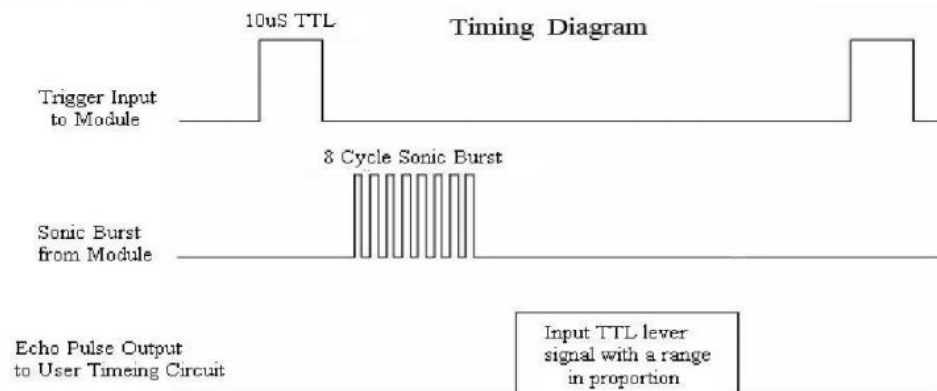 10uS TTL
Timing Diagram
Trigger Input
to Module
8 Cycle Sonic Burst
Sonic Burst
from Module
Echo Pulse Output
to User Timeing Circuit
Input TTL lever
signal with a range
in proportion